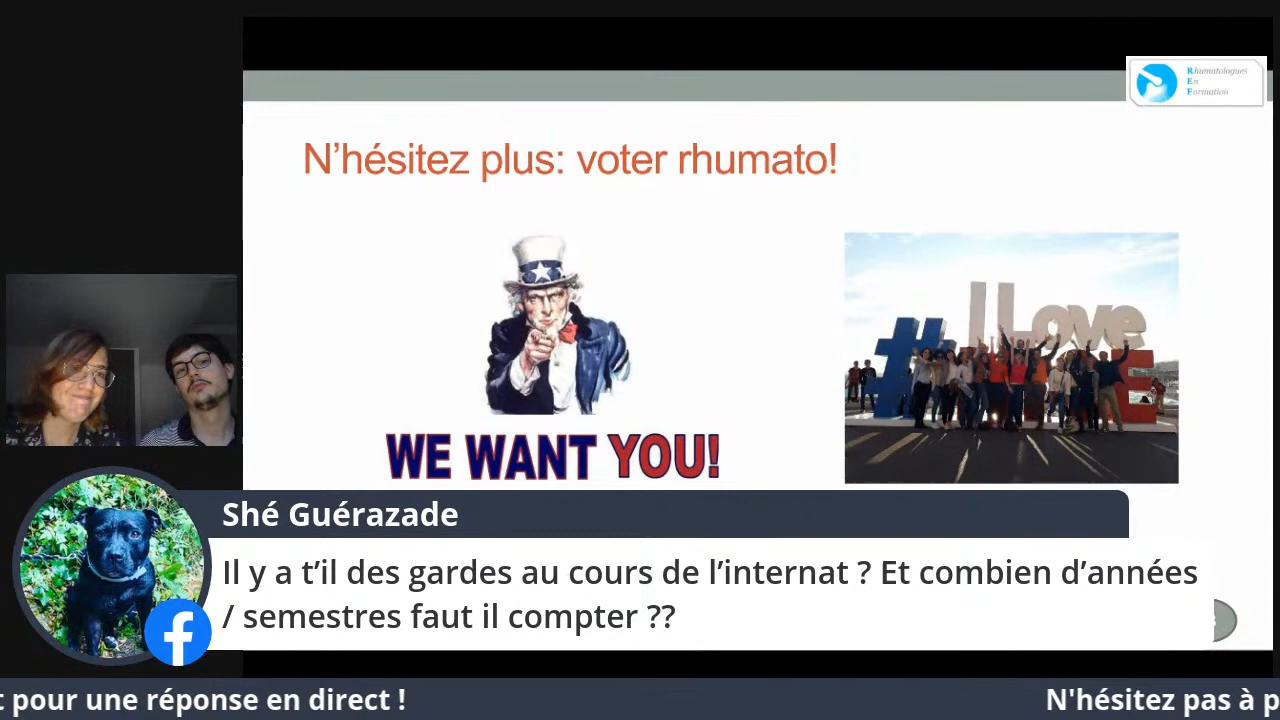 Rhumatologues
En
Formation
N'hésitez plus: voter rhumato!
# I Love
E
WE WANT YOU!
Shé Guérazade
Il y a t’il des gardes au cours de l’internat ? Et combien d’années
/ semestres faut il compter ??
pour une réponse en direct !
N'hésitez pas à p